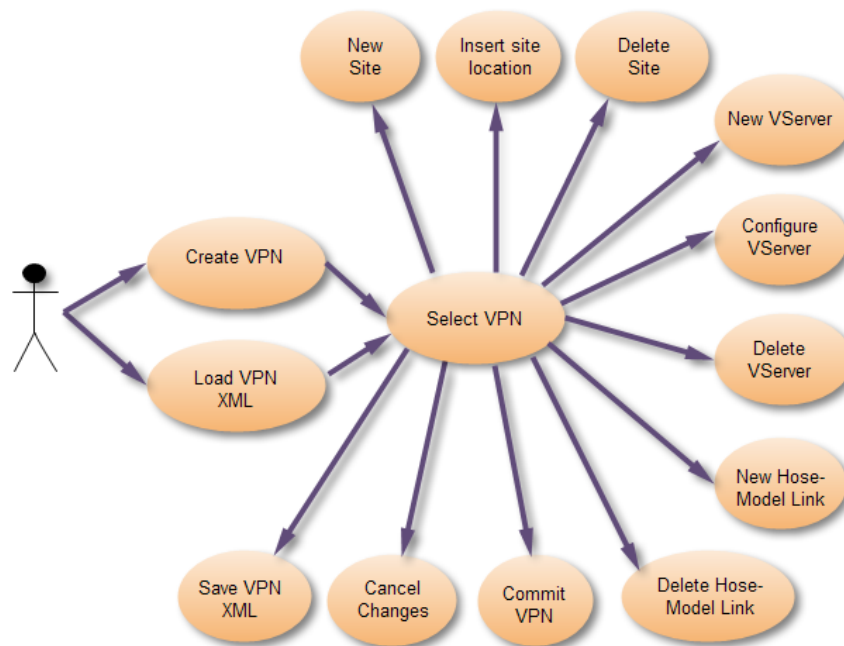 New
Site
Insert site
location
Delete
Site
New VServer
Create VPN
Configure
VServer
Select VPN
Load VPN
XML
Delete
VServer
New Hose-
Model Link
Save VPN
XML
Cancel
Changes
Commit
VPN
Delete Hose-
Model Link